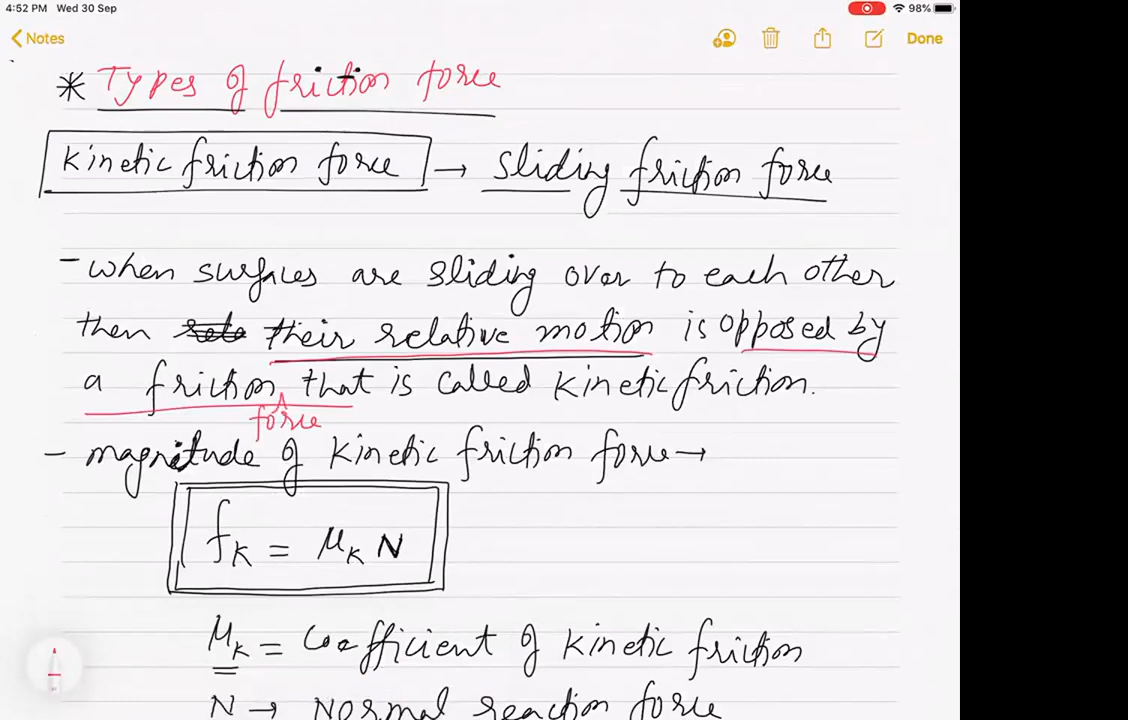 4:52 PM Wed 30 Sep 98%
Notes Done
* Types of friction force
Kinetic friction force → sliding friction force
- when surfaces are sliding over to each other
then their relative motion is opposed by
a friction that is called kinetic friction.
force
- magnitude of kinetic friction force →
fK = μK N
μK = Coefficient of kinetic friction
N → Normal reaction force